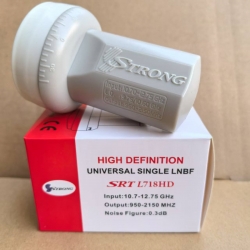 STRONG
HIGH DEFINITION
UNIVERSAL SINGLE LNBF
STRONG
SRT L718HD
Input:10.7-12.75 GHz
Output:950-2150 MHZ
Noise Figure:0.3dB